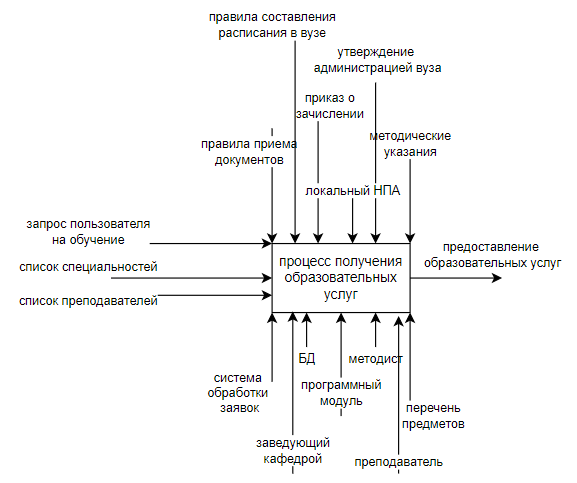 правила составления
расписания в вузе
утверждение
администрацией вуза
приказ о
зачислении
правила приема
документов
методические
указания
локальный НПА
запрос пользователя
на обучение
список специальностей
список преподавателей
процесс получения
образовательных
услуг
предоставление
образовательных услуг
БД
методист
система
обработки
заявок
программный
модуль
перечень
предметов
заведующий
кафедрой
преподаватель